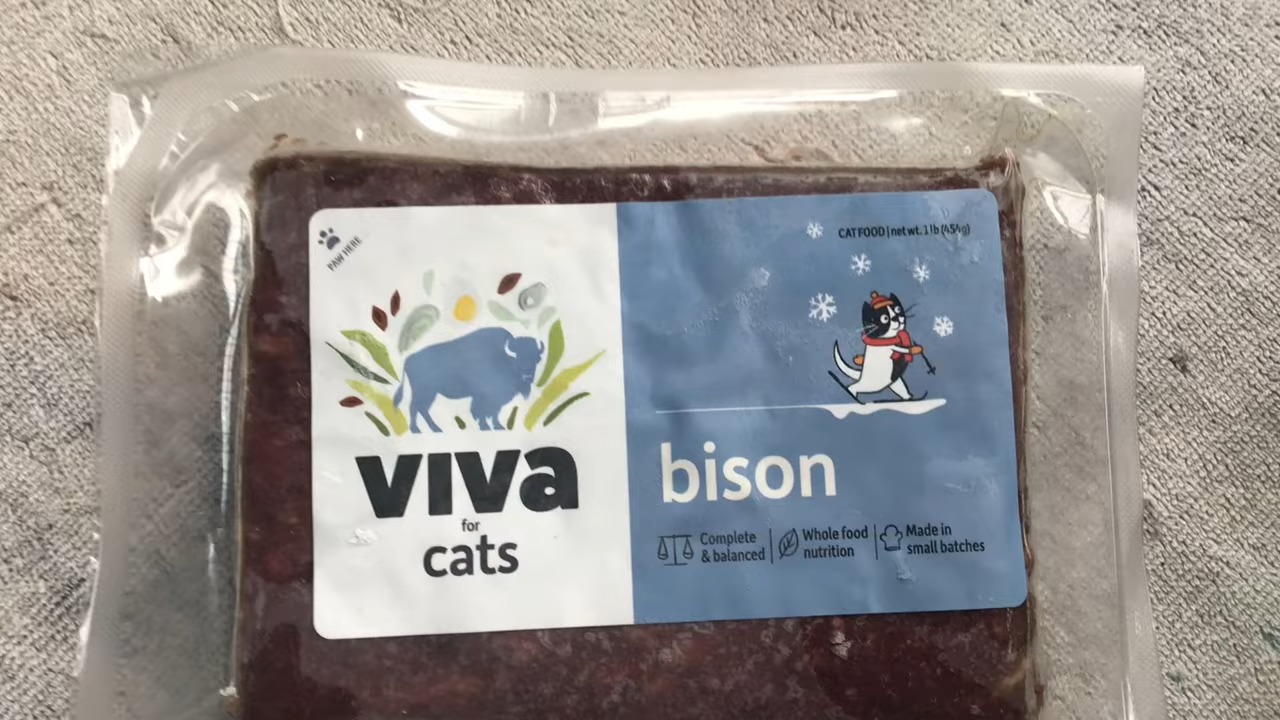 PAW HERE
viva
for
cats
CAT FOOD | net wt. 1 lb (454g)
bison
Complete
& balanced
Whole food
nutrition
Made in
small batches